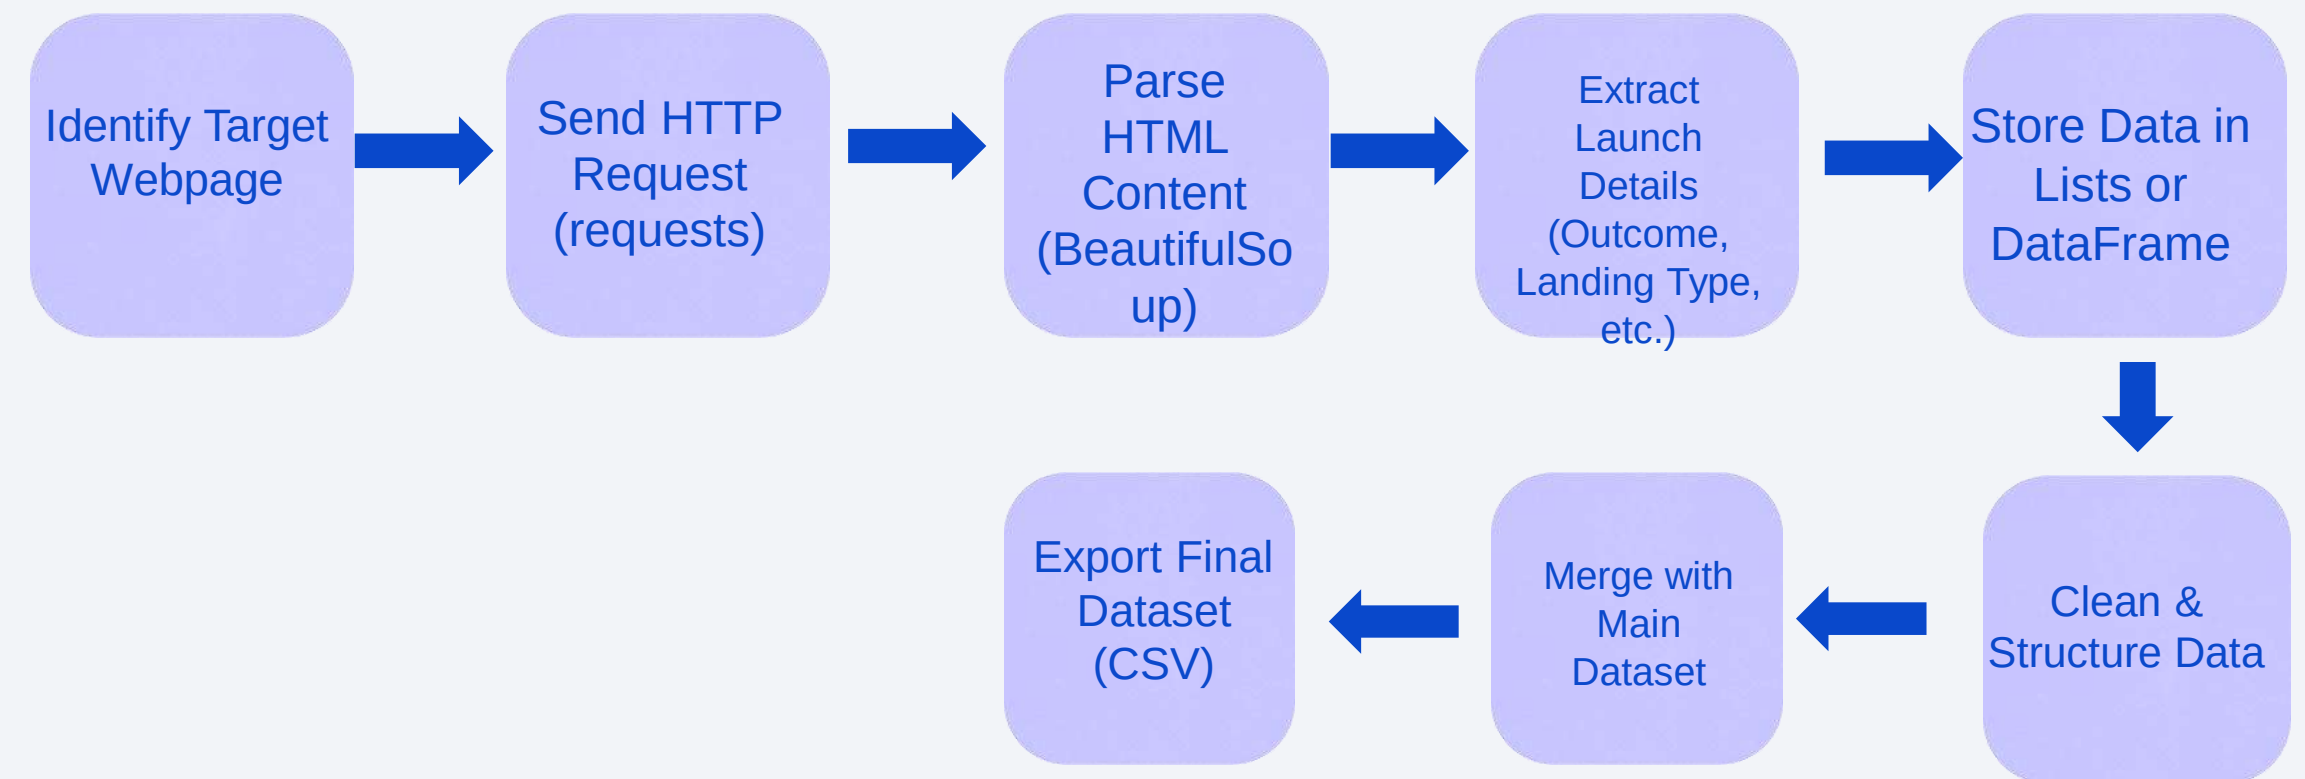 Identify Target
Webpage
Send HTTP
Request
(requests)
Parse
HTML
Content
(BeautifulSo
up)
Extract
Launch
Details
(Outcome,
Landing Type,
etc.)
Store Data in
Lists or
DataFrame
Clean &
Structure Data
Merge with
Main
Dataset
Export Final
Dataset
(CSV)